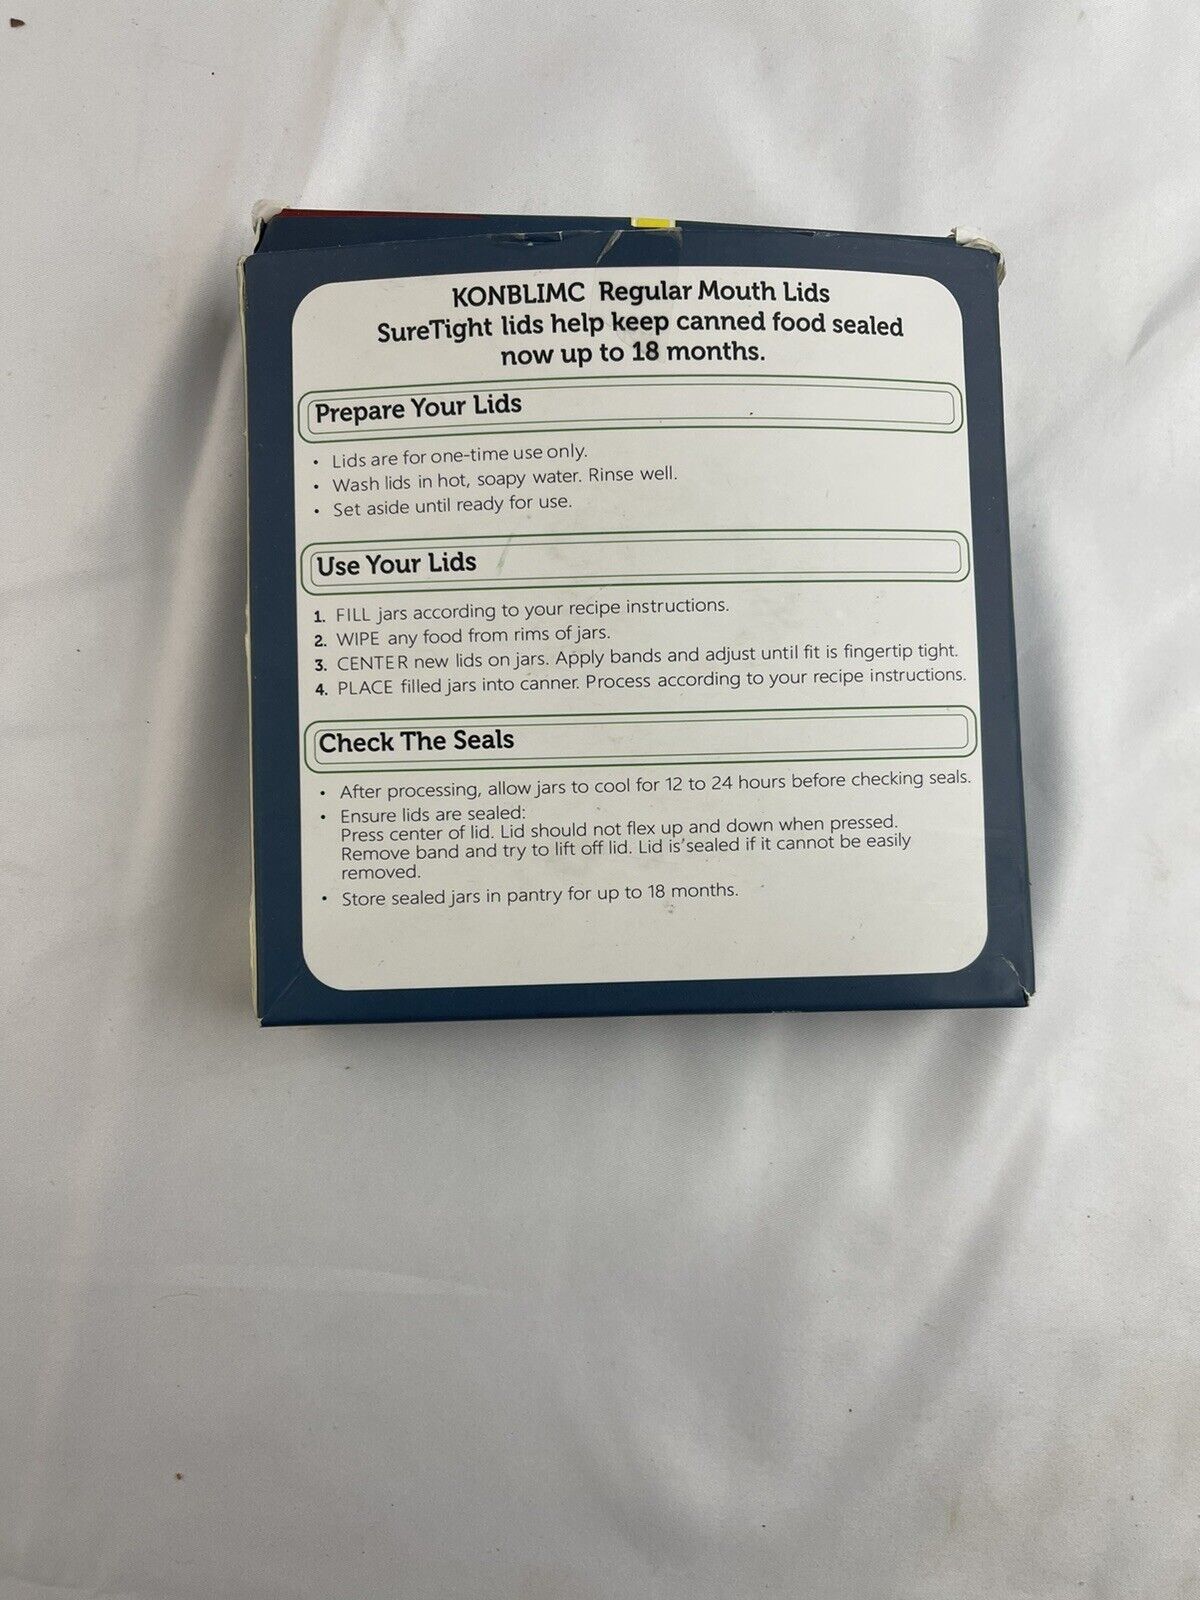 KONBLIMC Regular Mouth Lids
SureTight lids help keep canned food sealed
now up to 18 months.
Prepare Your Lids
• Lids are for one-time use only.
• Wash lids in hot, soapy water. Rinse well.
• Set aside until ready for use.
Use Your Lids
1. FILL jars according to your recipe instructions.
2. WIPE any food from rims of jars.
3. CENTER new lids on jars. Apply bands and adjust until fit is fingertip tight.
4. PLACE filled jars into canner. Process according to your recipe instructions.
Check The Seals
• After processing, allow jars to cool for 12 to 24 hours before checking seals.
• Ensure lids are sealed:
Press center of lid. Lid should not flex up and down when pressed.
Remove band and try to lift off lid. Lid is sealed if it cannot be easily
removed.
• Store sealed jars in pantry for up to 18 months.